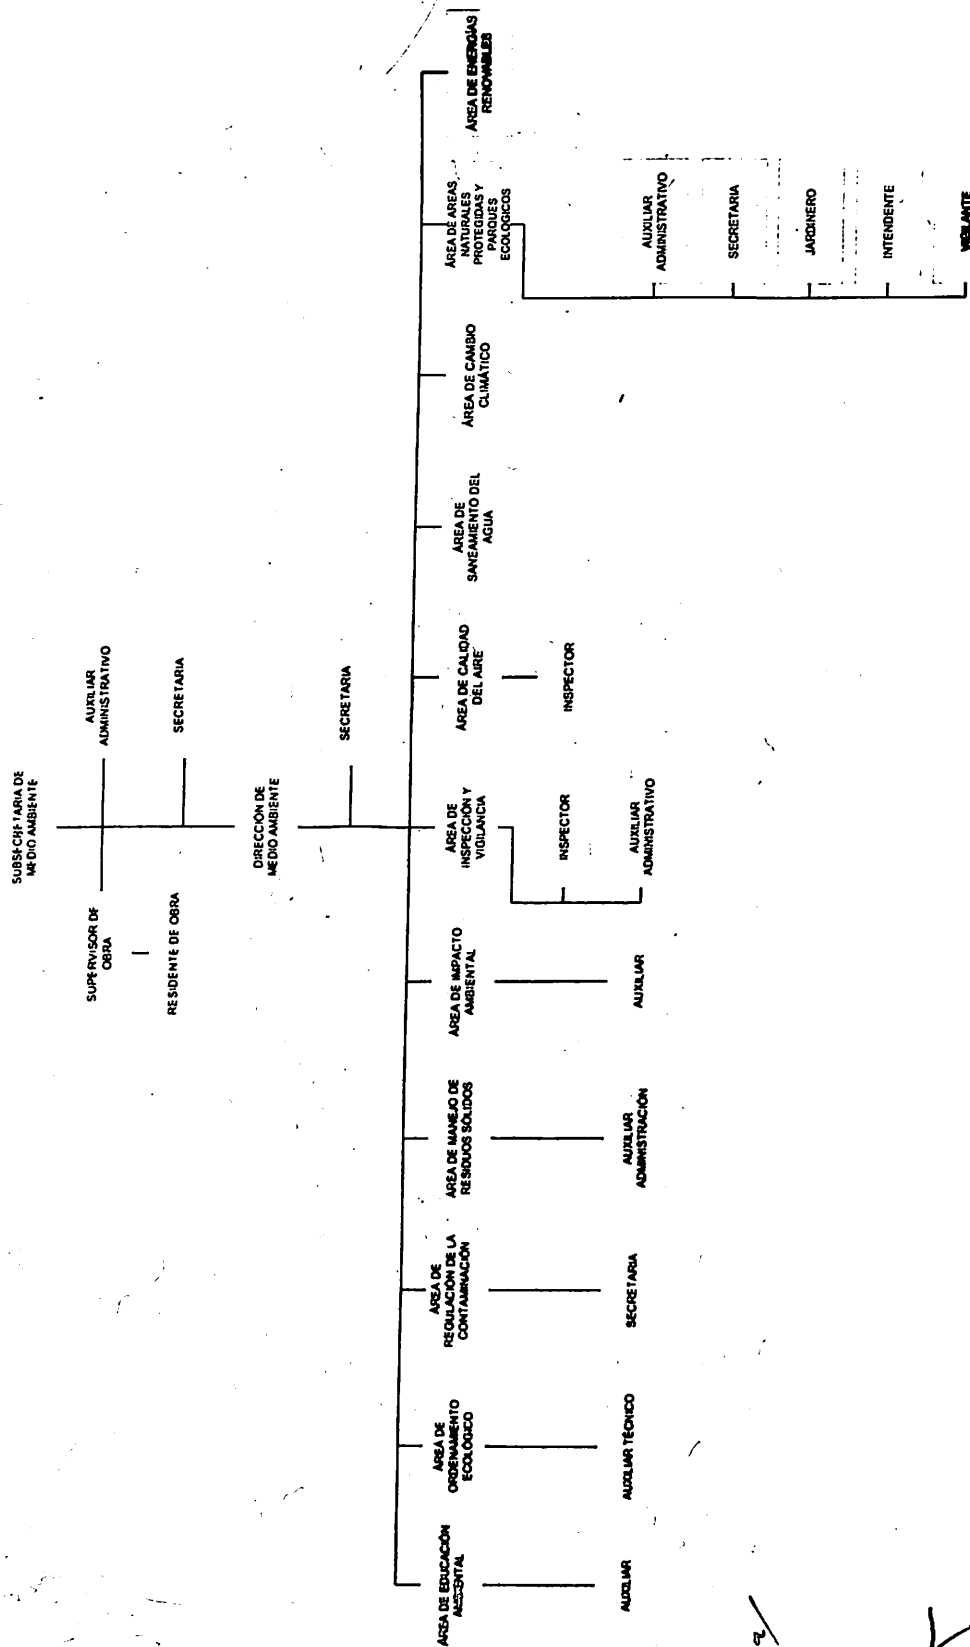 SUBSECRETARIA DE
MEDIO AMBIENTE
SUPERVISOR DE
OBRA
AUXILIAR
ADMINISTRATIVO
RESIDENTE DE OBRA
SECRETARIA
DIRECCIÓN DE
MEDIO AMBIENTE
SECRETARIA
ÁREA DE EDUCACIÓN
AMBIENTAL
ÁREA DE
ORDENAMIENTO
ECOLÓGICO
ÁREA DE
REGULACIÓN DE LA
CONTAMINACIÓN
ÁREA DE MANEJO DE
RESIDUOS SÓLIDOS
ÁREA DE IMPACTO
AMBIENTAL
ÁREA DE
INSPECCIÓN Y
VIGILANCIA
ÁREA DE CALIDAD
DEL AIRE
ÁREA DE
SANEAMIENTO DEL
AGUA
ÁREA DE CAMBIO
CLIMÁTICO
ÁREA DE AREAS
NATURALES
PROTEGIDAS Y
PARQUES
ECOLOGICOS
ÁREA DE ENERGÍAS
RENOVABLES
AUXILIAR
AUXILIAR TÉCNICO
SECRETARIA
AUXILIAR
ADMINISTRACIÓN
AUXILIAR
INSPECTOR
AUXILIAR
ADMINISTRATIVO
INSPECTOR
AUXILIAR
ADMINISTRATIVO
SECRETARIA
JARDINERO
INTENDENTE
VIGILANTE